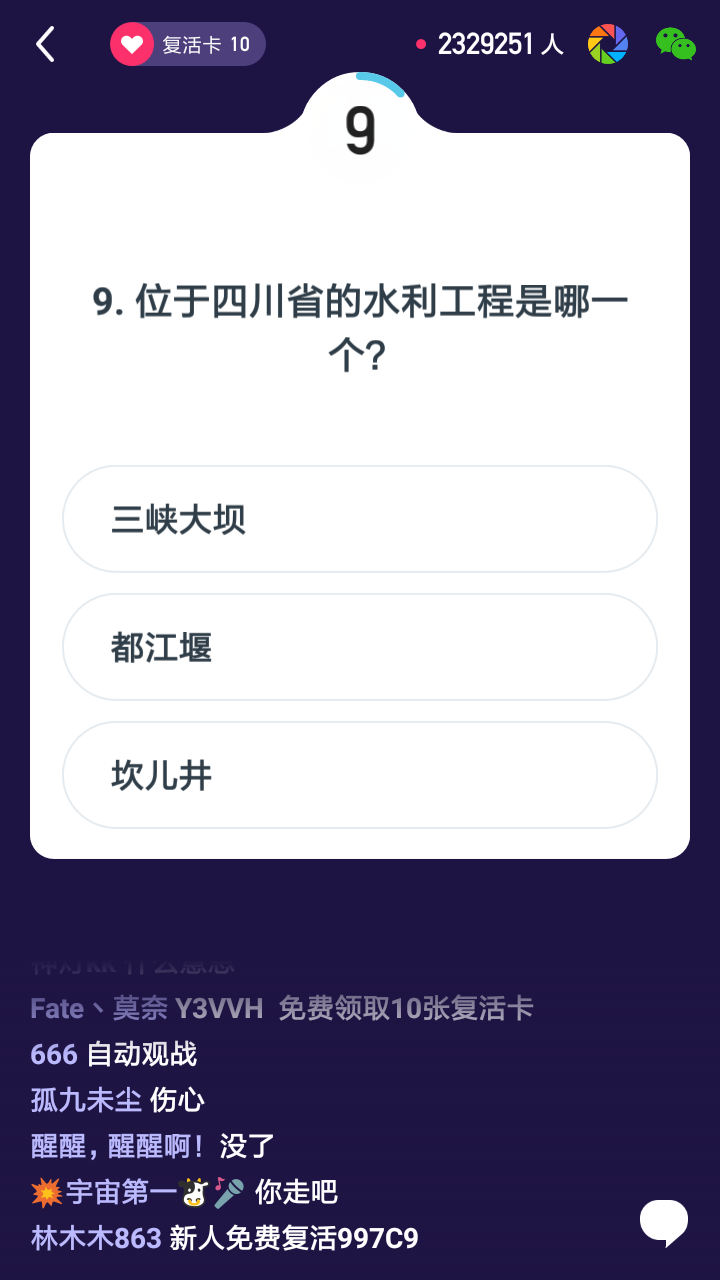 复活卡 10
2329251 人
9
9. 位于四川省的水利工程是哪一
个?
三峡大坝
都江堰
坎儿井
Fate丶莫奈 Y3VVH 免费领取10张复活卡
666 自动观战
孤九未尘 伤心
醒醒，醒醒啊！ 没了
宇宙第一 你走吧
林木木863 新人免费复活997C9